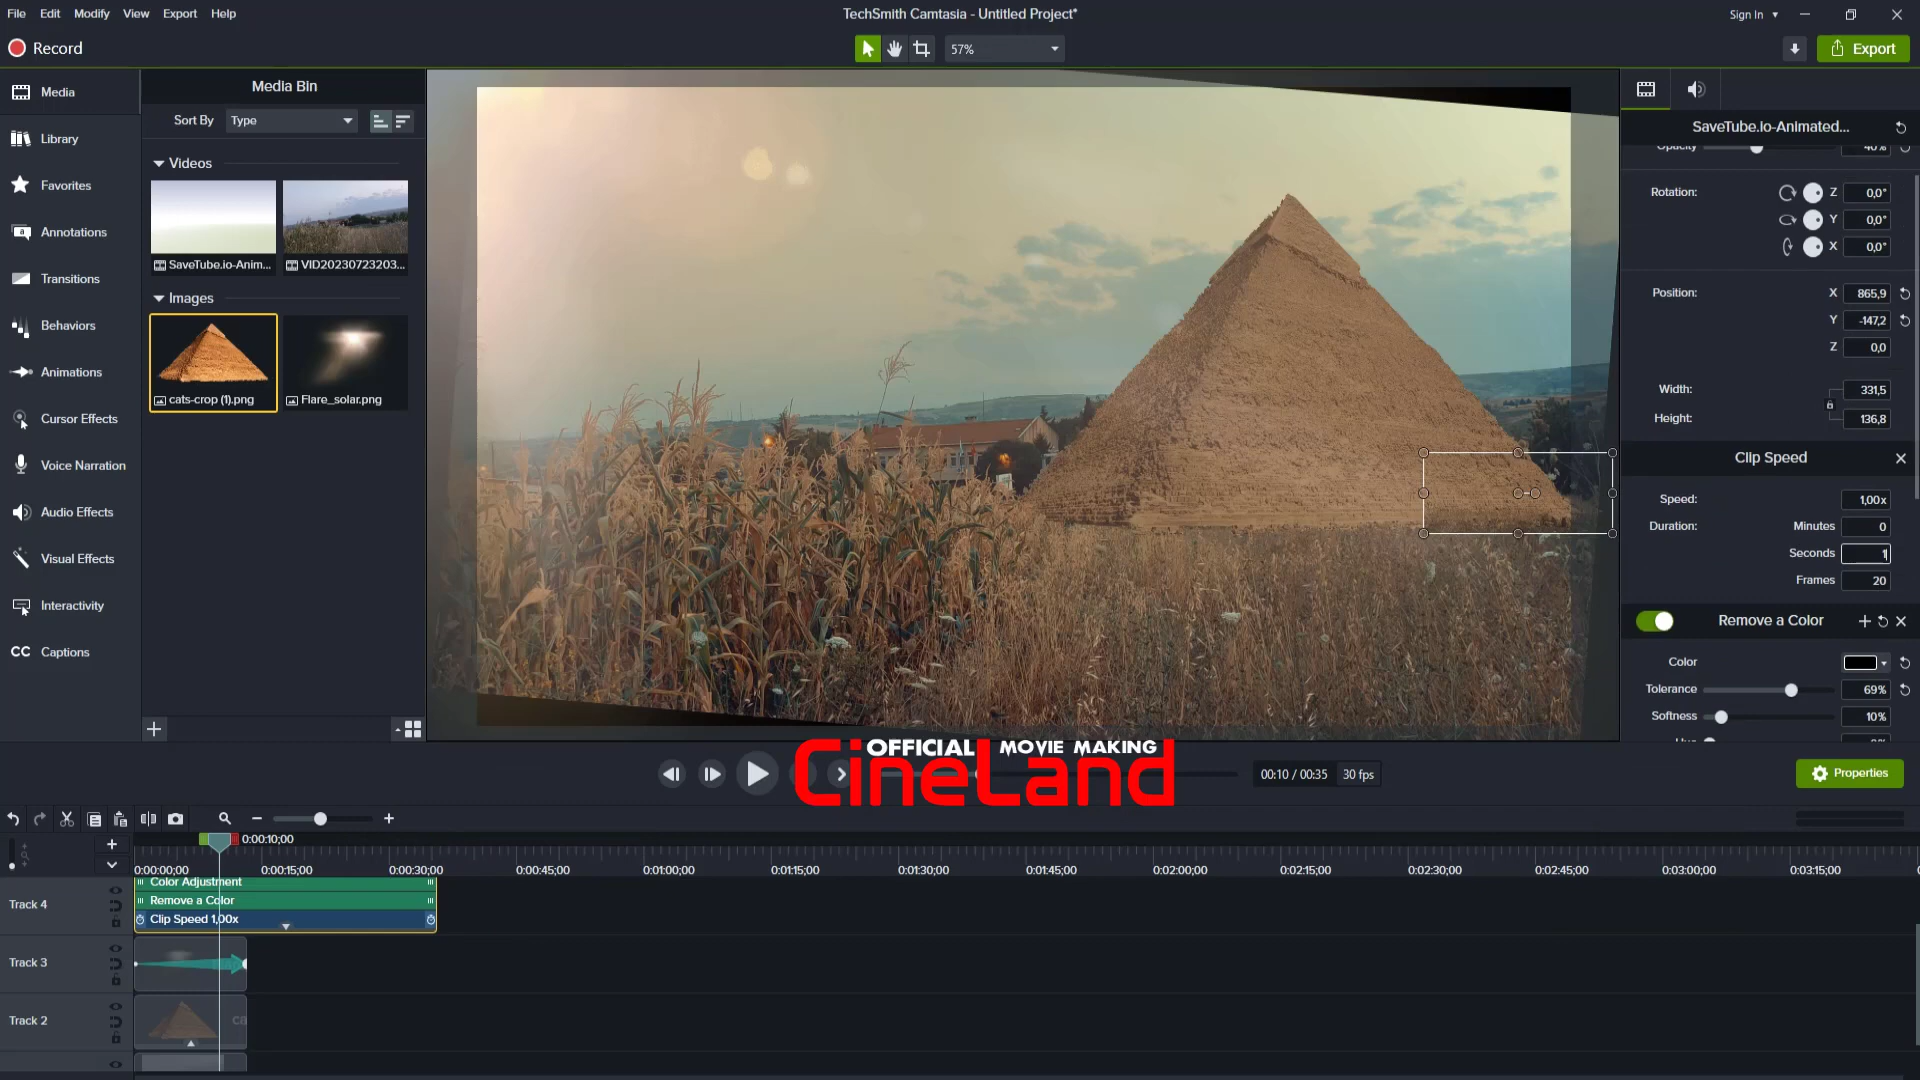 File Edit Modify View Export Help
TechSmith Camtasia - Untitled Project*
Sign In
Record
57%
Export
Media
Library
Favorites
Annotations
Transitions
Behaviors
Animations
Cursor Effects
Voice Narration
Audio Effects
Visual Effects
Interactivity
CC Captions
Media Bin
Sort By Type
Videos
SaveTube.io-Anim...
VID20230723203...
Images
cats-crop (1).png
Flare_solar.png
SaveTube.io-Animated...
Opacity 40%
Rotation: Z 0,0°
Y 0,0°
X 0,0°
Position: X 865,9
Y -147,2
Z 0,0
Width: 331,5
Height: 136,8
Clip Speed
Speed: 1,00x
Duration: Minutes 0
Seconds 1
Frames 20
Remove a Color
Color
Tolerance 69%
Softness 10%
OFFICIAL MOVIE MAKING
CineLand
00:10 / 00:35 30 fps
Properties
0:00:10;00
0:00:00;00 0:00:15;00 0:00:30;00 0:00:45;00 0:01:00;00 0:01:15;00 0:01:30;00 0:01:45;00 0:02:00;00 0:02:15;00 0:02:30;00 0:02:45;00 0:03:00;00 0:03:15;00
Color Adjustment
Track 4
Remove a Color
Clip Speed 1,00x
Track 3
Track 2